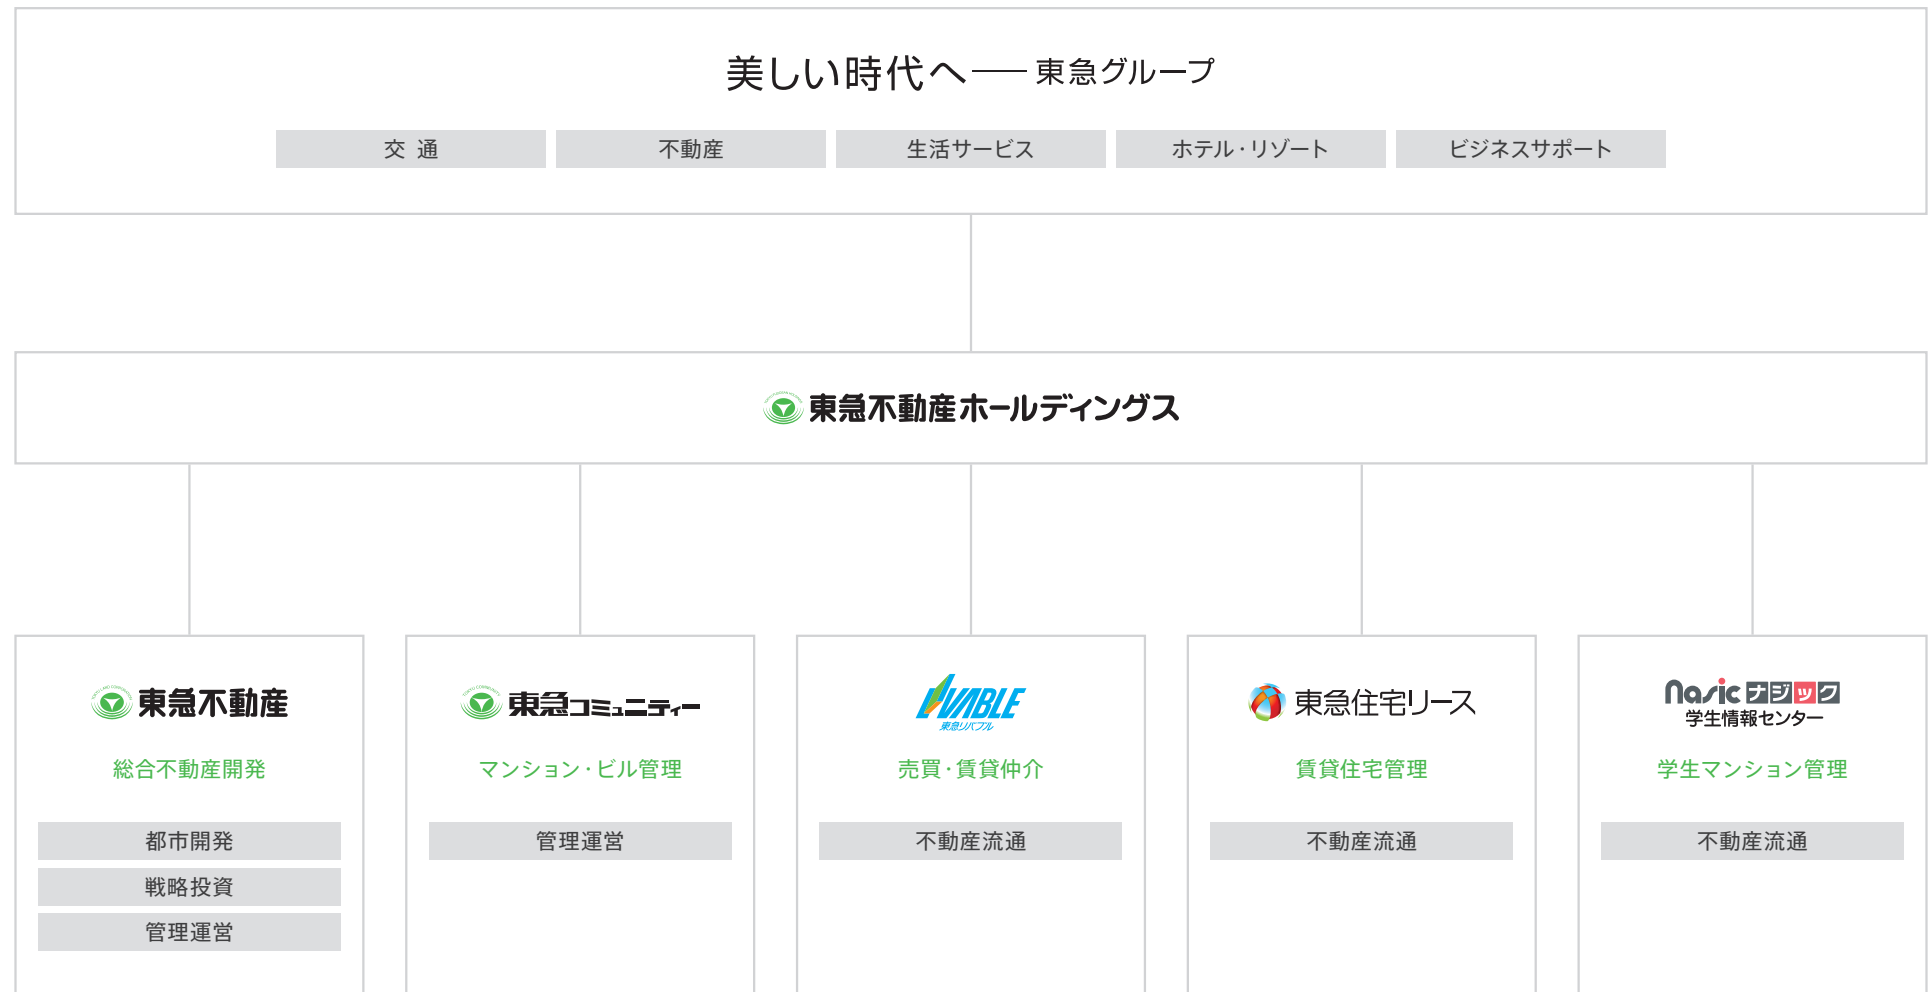 美しい時代へ── 東急グループ
交 通
不動産
生活サービス
ホテル・リゾート
ビジネスサポート
東急不動産ホールディングス
東急不動産
総合不動産開発
都市開発
戦略投資
管理運営
東急コミュニティー
マンション・ビル管理
管理運営
LIVABLE
東急リバブル
売買・賃貸仲介
不動産流通
東急住宅リース
賃貸住宅管理
不動産流通
nasic ナジック
学生情報センター
学生マンション管理
不動産流通